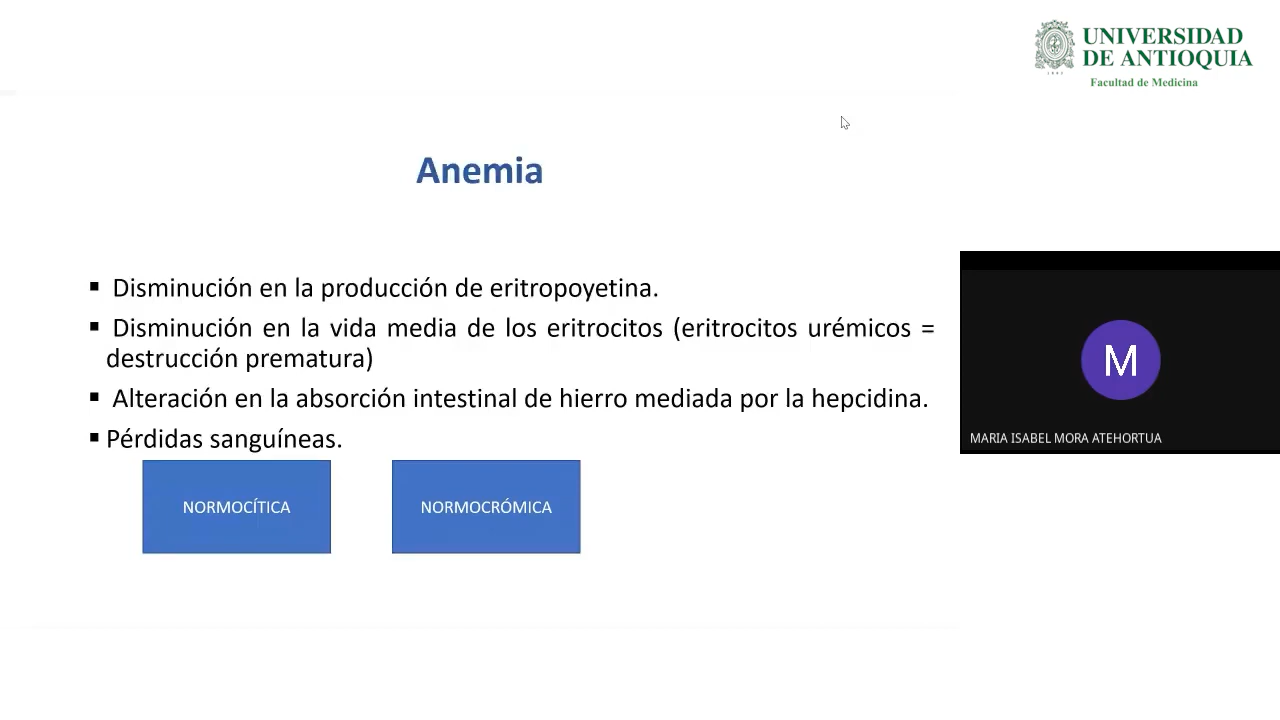 UNIVERSIDAD
DE ANTIOQUIA
1803
Facultad de Medicina
Anemia
▪ Disminución en la producción de eritropoyetina.
▪ Disminución en la vida media de los eritrocitos (eritrocitos urémicos =
destrucción prematura)
▪ Alteración en la absorción intestinal de hierro mediada por la hepcidina.
▪ Pérdidas sanguíneas.
NORMOCÍTICA
NORMOCRÓMICA
M
MARIA ISABEL MORA ATEHORTUA